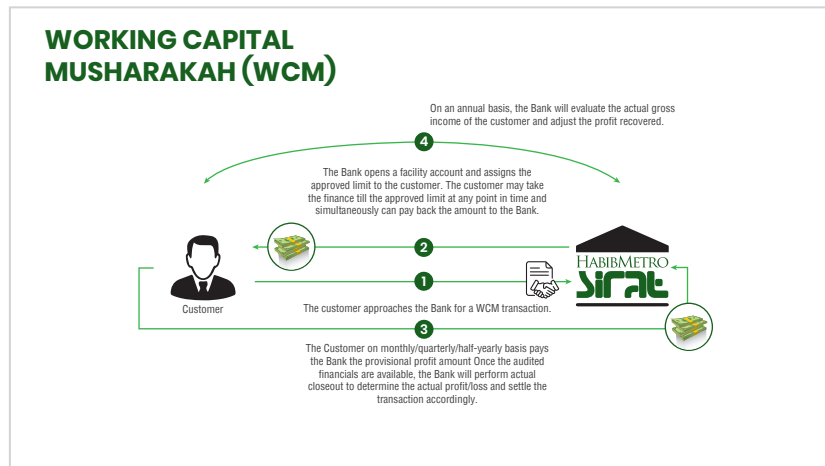 WORKING CAPITAL
MUSHARAKAH (WCM)
On an annual basis, the Bank will evaluate the actual gross
income of the customer and adjust the profit recovered.
4
The Bank opens a facility account and assigns the
approved limit to the customer. The customer may take
the finance till the approved limit at any point in time and
simultaneously can pay back the amount to the Bank.
2
HABIBMETRO
Sirat
1
Customer
The customer approaches the Bank for a WCM transaction.
3
The Customer on monthly/quarterly/half-yearly basis pays
the Bank the provisional profit amount Once the audited
financials are available, the Bank will perform actual
closeout to determine the actual profit/loss and settle the
transaction accordingly.